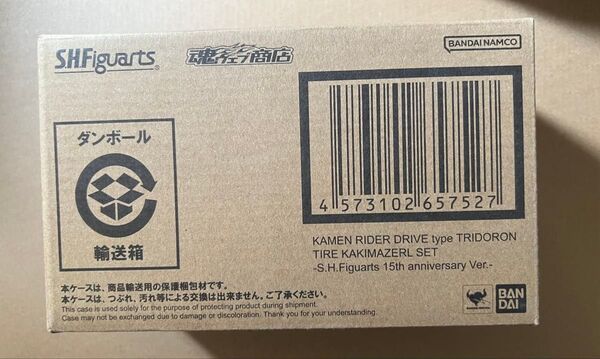 S.H.Figuarts®
魂ウェブ商店
BANDAI NAMCO
ダンボール
輸送箱
4 573102 657527
KAMEN RIDER DRIVE type TRIDORON
TIRE KAKIMAZERL SET
-S.H.Figuarts 15th anniversary Ver.-
本ケースは、商品輸送用の保護梱包材です。
本ケースは、つぶれ、汚れ等による交換は出来ません。ご了承ください。
This case is used solely for the purpose of protecting product during shipment.
Case may not be exchanged due to damage or discoloration. Thank you for your understanding.
BAN
DAI